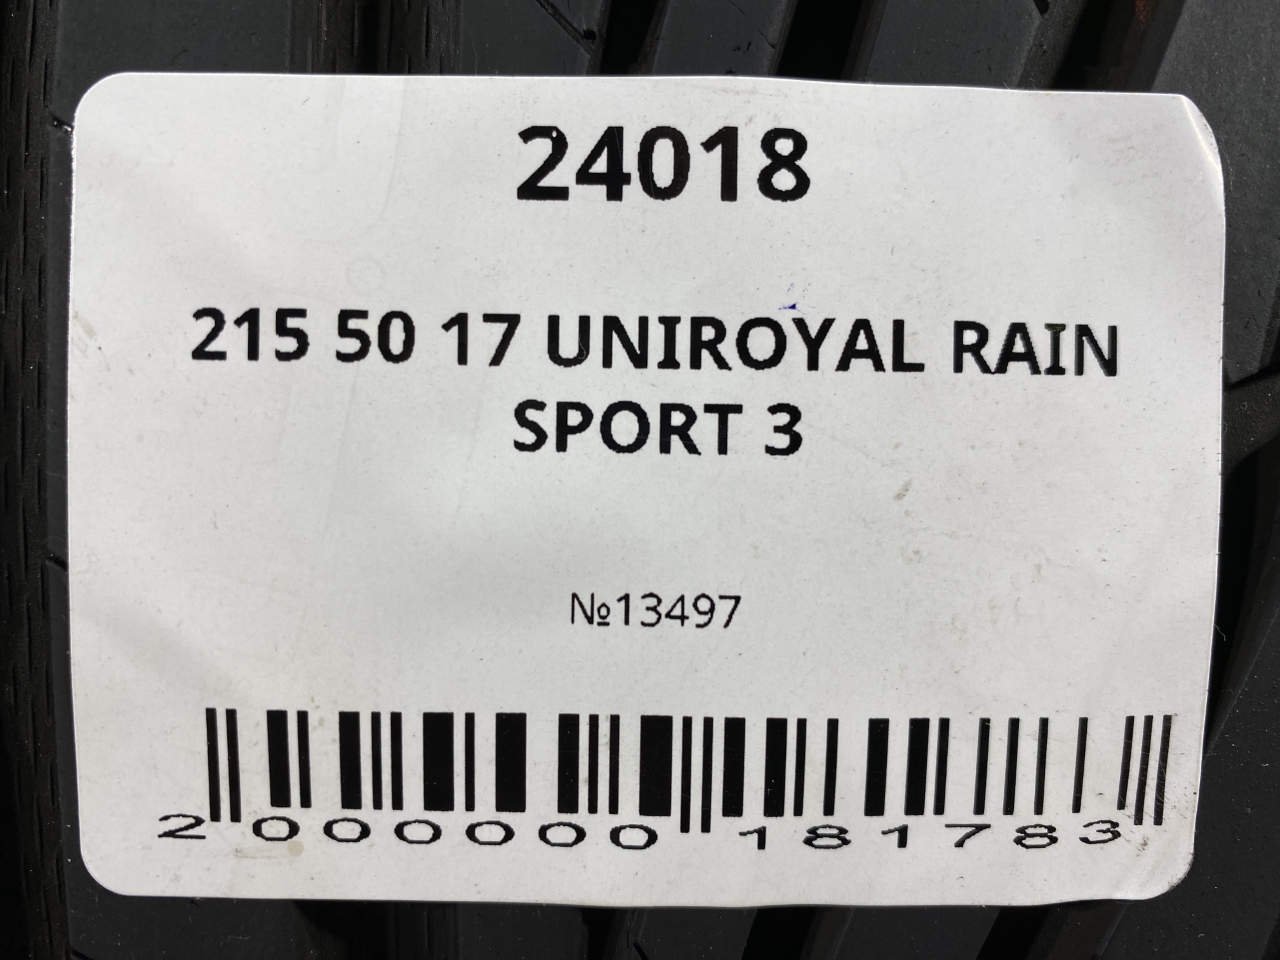 24018
215 50 17 UNIROYAL RAIN
SPORT 3
№13497
2 000000 181783